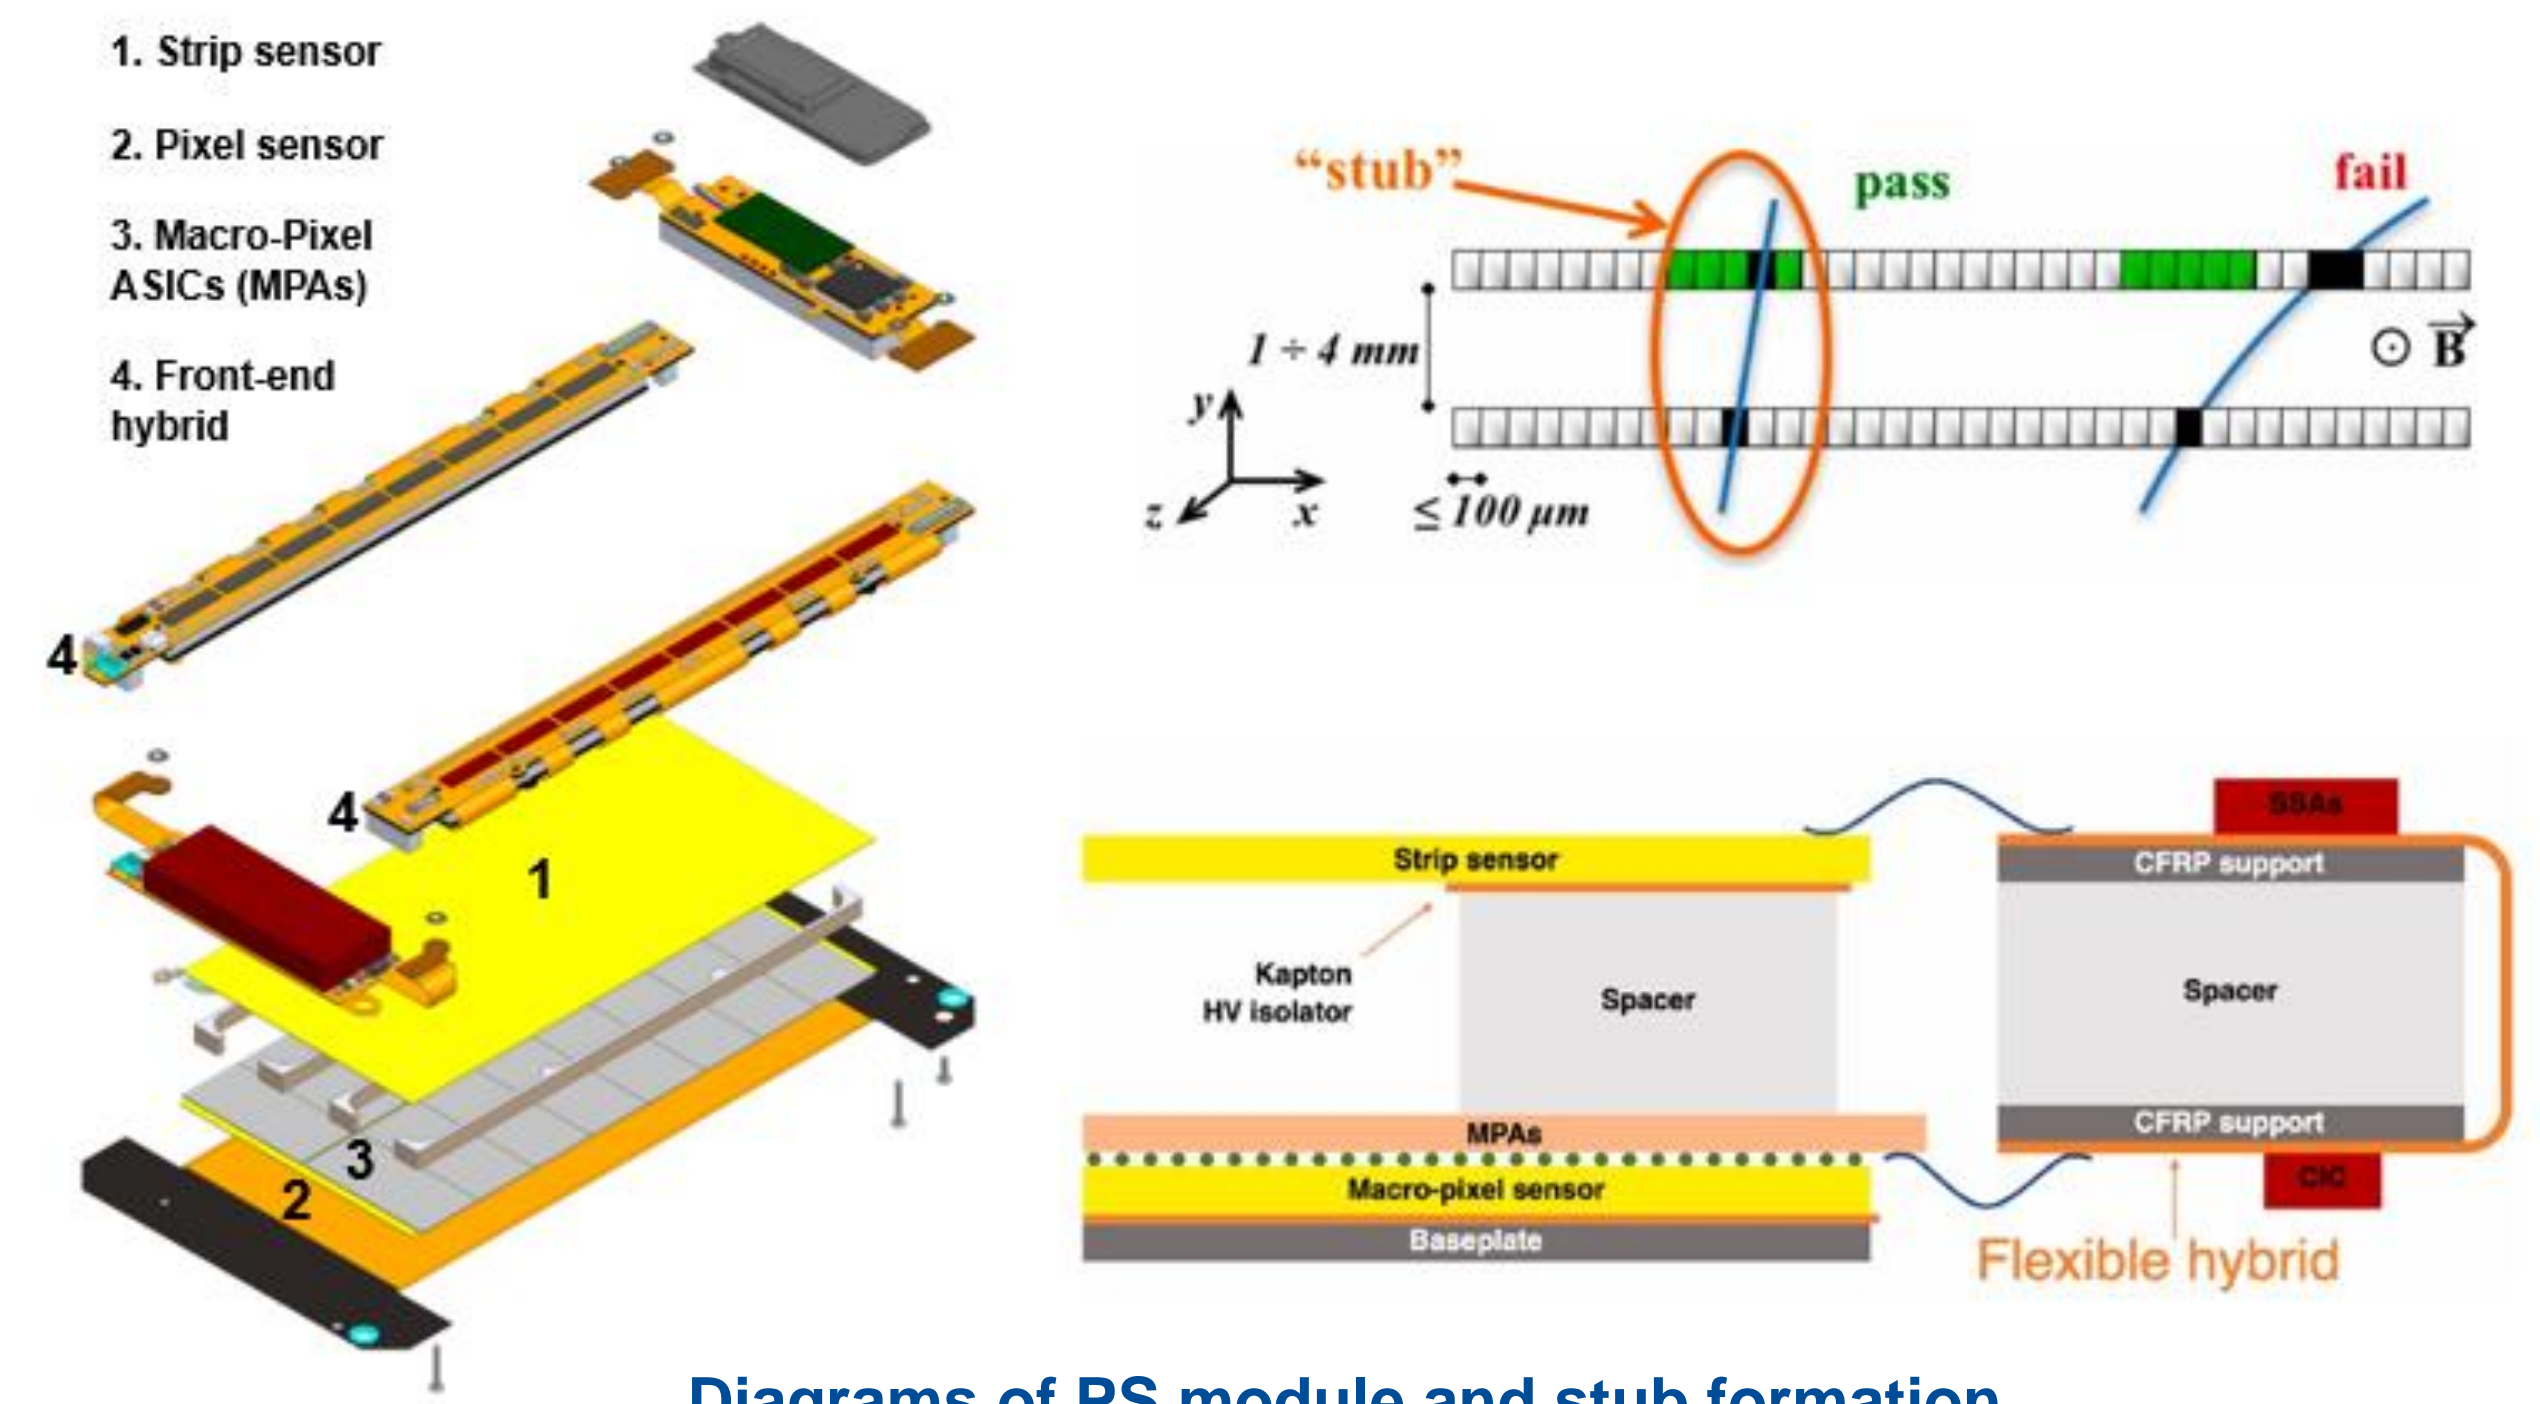 1. Strip sensor
2. Pixel sensor
3. Macro-Pixel
ASICs (MPAs)
4. Front-end
hybrid
4
4
1
3
2
“stub”
pass
fail
1 ÷ 4 mm
B
y
z
x
≤ 100 µm
SSAs
Strip sensor
CFRP support
Kapton
HV isolator
Spacer
Spacer
MPAs
CFRP support
Macro-pixel sensor
CIC
Baseplate
Flexible hybrid
Diagrams of PS module and stub formation